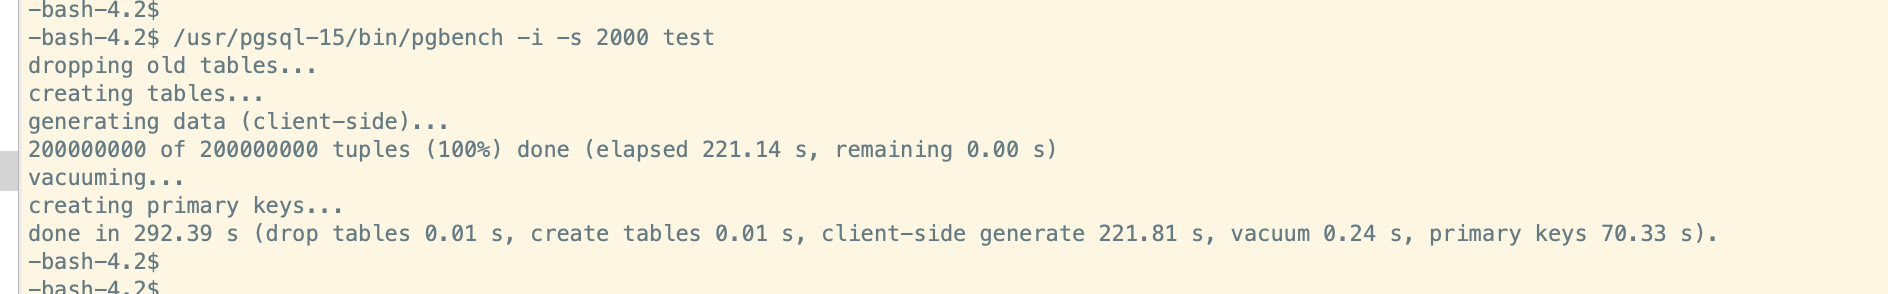 -bash-4.2$
-bash-4.2$ /usr/pgsql-15/bin/pgbench -i -s 2000 test
dropping old tables...
creating tables...
generating data (client-side)...
200000000 of 200000000 tuples (100%) done (elapsed 221.14 s, remaining 0.00 s)
vacuuming...
creating primary keys...
done in 292.39 s (drop tables 0.01 s, create tables 0.01 s, client-side generate 221.81 s, vacuum 0.24 s, primary keys 70.33 s).
-bash-4.2$
-bash-4.2$